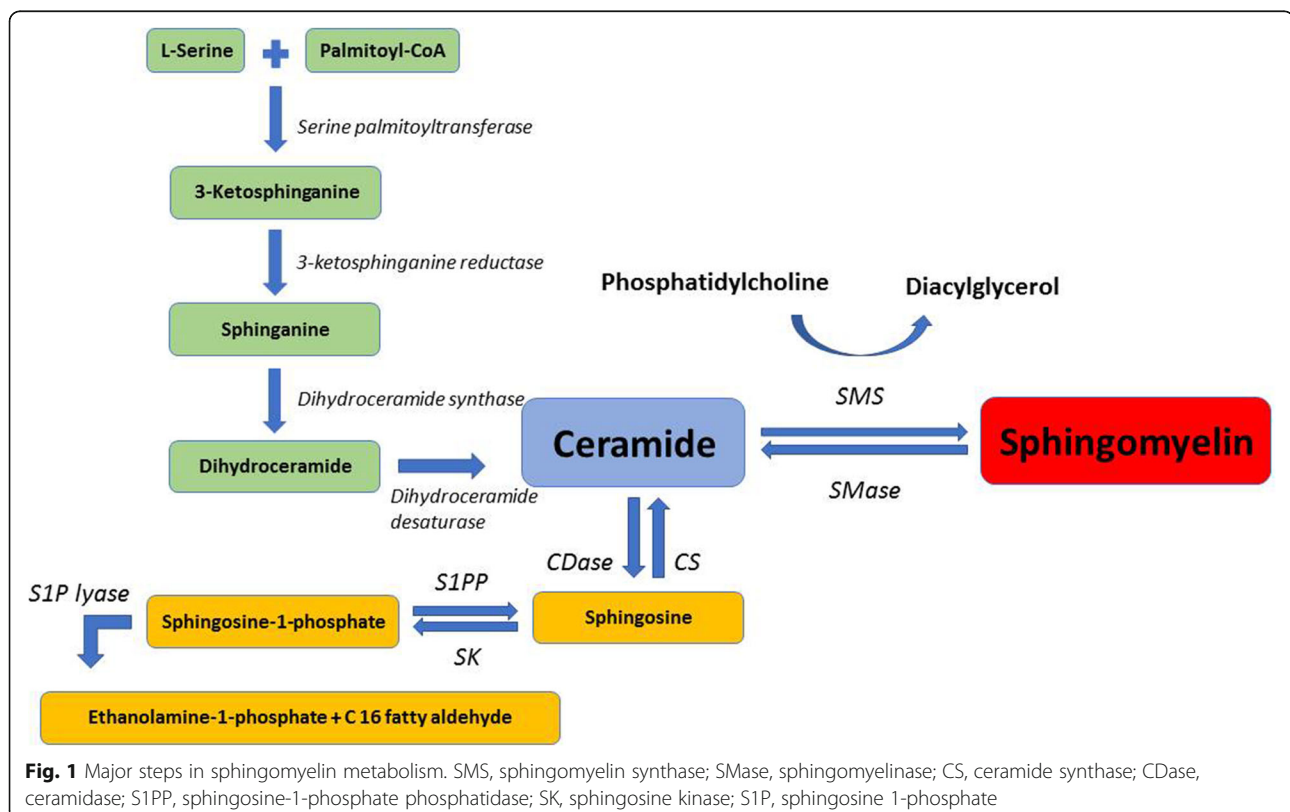 L-Serine
Palmitoyl-CoA
Serine palmitoyltransferase
3-Ketosphinganine
3-ketosphinganine reductase
Phosphatidylcholine
Diacylglycerol
Sphinganine
Dihydroceramide synthase
SMS
Ceramide
Sphingomyelin
Dihydroceramide
Dihydroceramide
desaturase
SMase
CDase
CS
S1P lyase
S1PP
Sphingosine-1-phosphate
Sphingosine
SK
Ethanolamine-1-phosphate + C 16 fatty aldehyde
Fig. 1 Major steps in sphingomyelin metabolism. SMS, sphingomyelin synthase; SMase, sphingomyelinase; CS, ceramide synthase; CDase,
ceramidase; S1PP, sphingosine-1-phosphate phosphatidase; SK, sphingosine kinase; S1P, sphingosine 1-phosphate